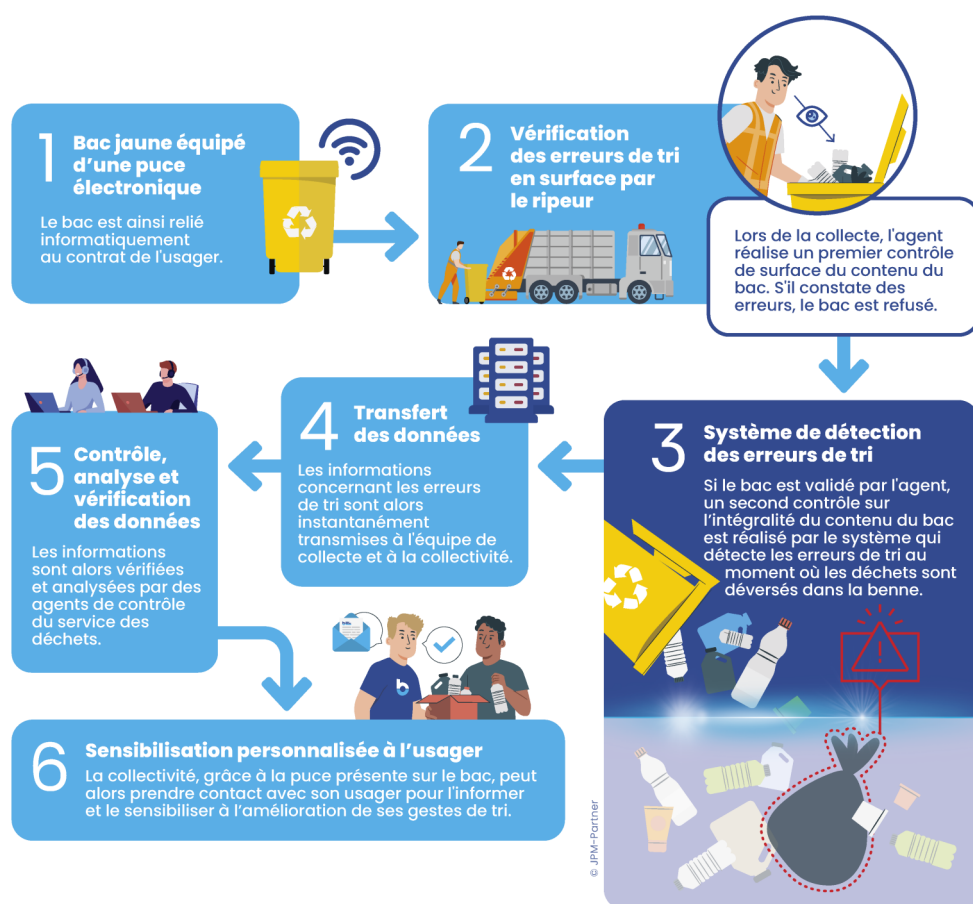 1
Bac jaune équipé
d'une puce
électronique
Le bac est ainsi relié
informatiquement
au contrat de l'usager.
2
Vérification
des erreurs de tri
en surface par
le ripeur
Lors de la collecte, l'agent
réalise un premier contrôle
de surface du contenu du
bac. S'il constate des
erreurs, le bac est refusé.
3
Système de détection
des erreurs de tri
Si le bac est validé par l'agent,
un second contrôle sur
l'intégralité du contenu du bac
est réalisé par le système qui
détecte les erreurs de tri au
moment où les déchets sont
déversés dans la benne.
4
Transfert
des données
Les informations
concernant les erreurs
de tri sont alors
instantanément
transmises à l'équipe de
collecte et à la collectivité.
5
Contrôle,
analyse et
vérification
des données
Les informations
sont alors vérifiées
et analysées par des
agents de contrôle
du service des
déchets.
6
Sensibilisation personnalisée à l'usager
La collectivité, grâce à la puce présente sur le bac, peut
alors prendre contact avec son usager pour l'informer
et le sensibiliser à l'amélioration de ses gestes de tri.
b
© JPM-Partner